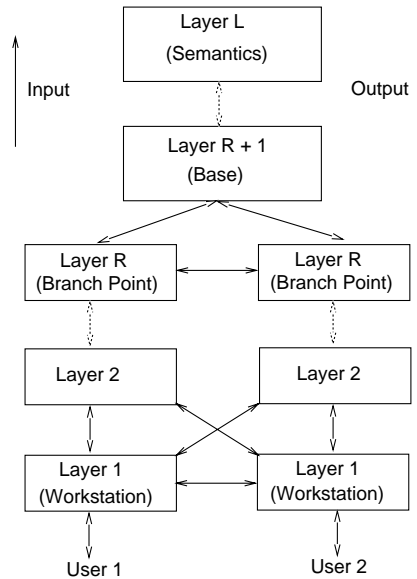 Layer L
(Semantics)
Input
Output
Layer R + 1
(Base)
Layer R
(Branch Point)
Layer R
(Branch Point)
Layer 2
Layer 2
Layer 1
(Workstation)
Layer 1
(Workstation)
User 1
User 2